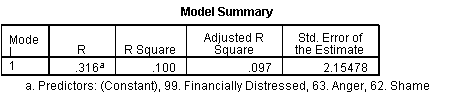 Model Summary
Mode
l R R Square Adjusted R Square Std. Error of the Estimate
1 .316a .100 .097 2.15478
a. Predictors: (Constant), 99. Financially Distressed, 63. Anger, 62. Shame